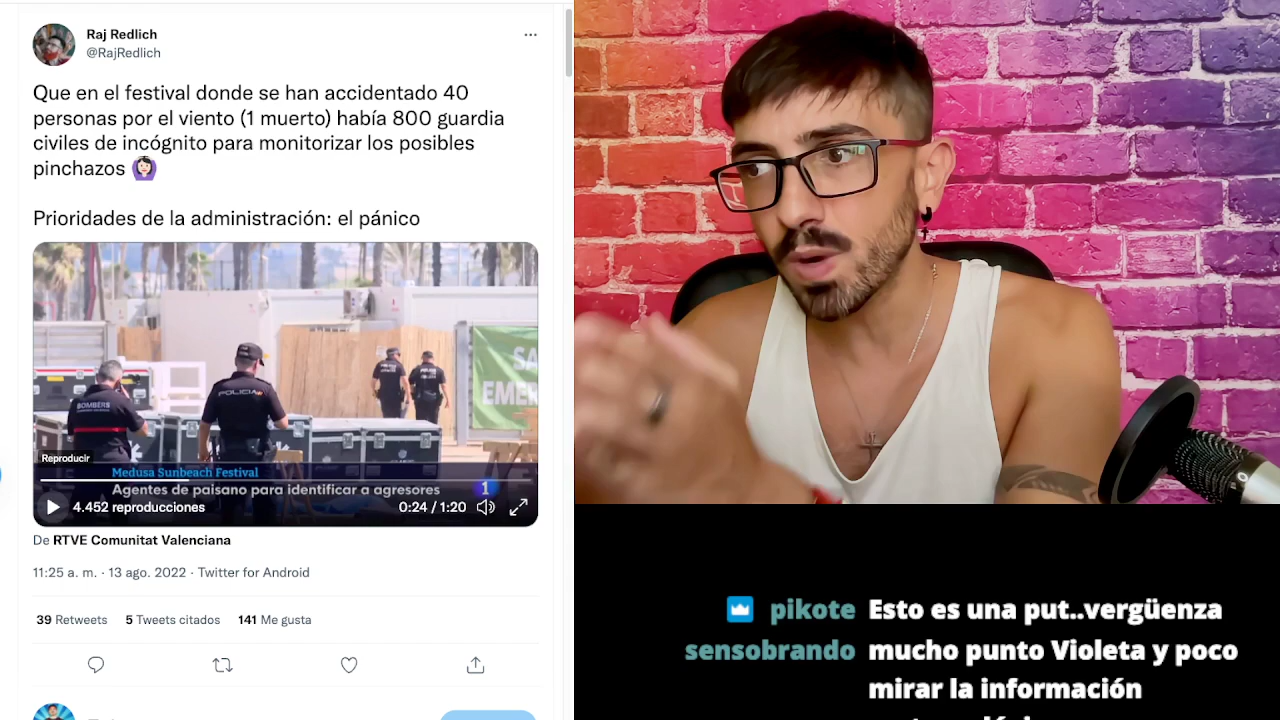 Raj Redlich
@RajRedlich
Que en el festival donde se han accidentado 40
personas por el viento (1 muerto) había 800 guardia
civiles de incógnito para monitorizar los posibles
pinchazos
Prioridades de la administración: el pánico
BOMBERS
POLICIA
EMER
Reproducir
Medusa Sunbeach Festival
Agentes de paisano para identificar a agresores
1
4.452 reproducciones
0:24 / 1:20
De RTVE Comunitat Valenciana
11:25 a. m. · 13 ago. 2022 · Twitter for Android
39 Retweets 5 Tweets citados 141 Me gusta
pikote Esto es una put..vergüenza
sensobrando mucho punto Violeta y poco
mirar la información